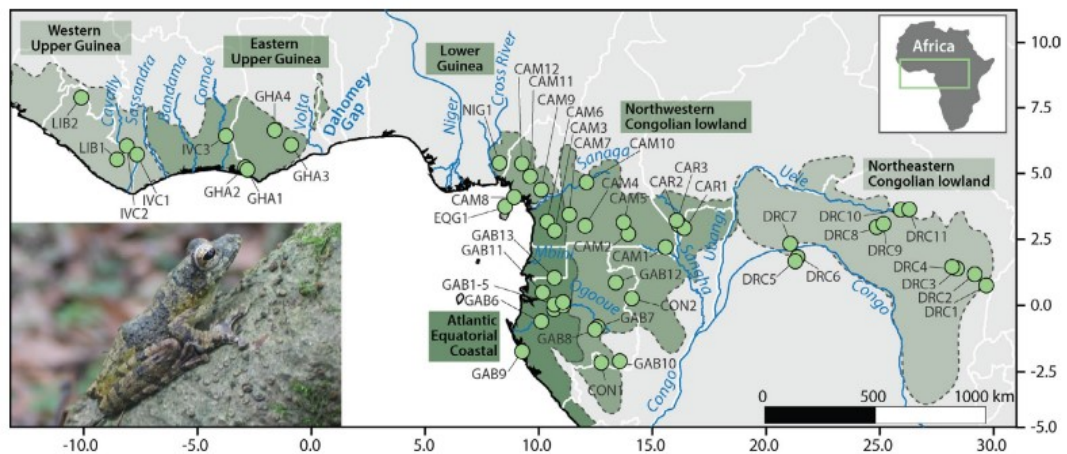 Western
Upper Guinea
Eastern
Upper Guinea
Lower
Guinea
Northwestern
Congolian lowland
Northeastern
Congolian lowland
Atlantic
Equatorial
Coastal
Africa
Cavally
Sassandra
Bandama
Comoé
Volta
Dahomey
Gap
Niger
Cross River
Sanaga
Mbini
Ogooue
Sangha
Ubangi
Congo
Uele
Congo
LIB2
LIB1
IVC2
IVC1
IVC3
GHA4
GHA2
GHA1
GHA3
NIG1
CAM12
CAM11
CAM9
CAM6
CAM3
CAM7
CAM10
CAM4
CAM5
CAM8
EQG1
CAM2
CAM1
CAR2
CAR3
CAR1
GAB13
GAB11
GAB1-5
GAB6
GAB12
CON2
GAB7
GAB8
GAB9
GAB10
CON1
DRC7
DRC5
DRC6
DRC10
DRC8
DRC9
DRC11
DRC4
DRC3
DRC2
DRC1
0 500 1000 km
10.0
7.5
5.0
2.5
0.0
-2.5
-5.0
-10.0 -5.0 0.0 5.0 10.0 15.0 20.0 25.0 30.0